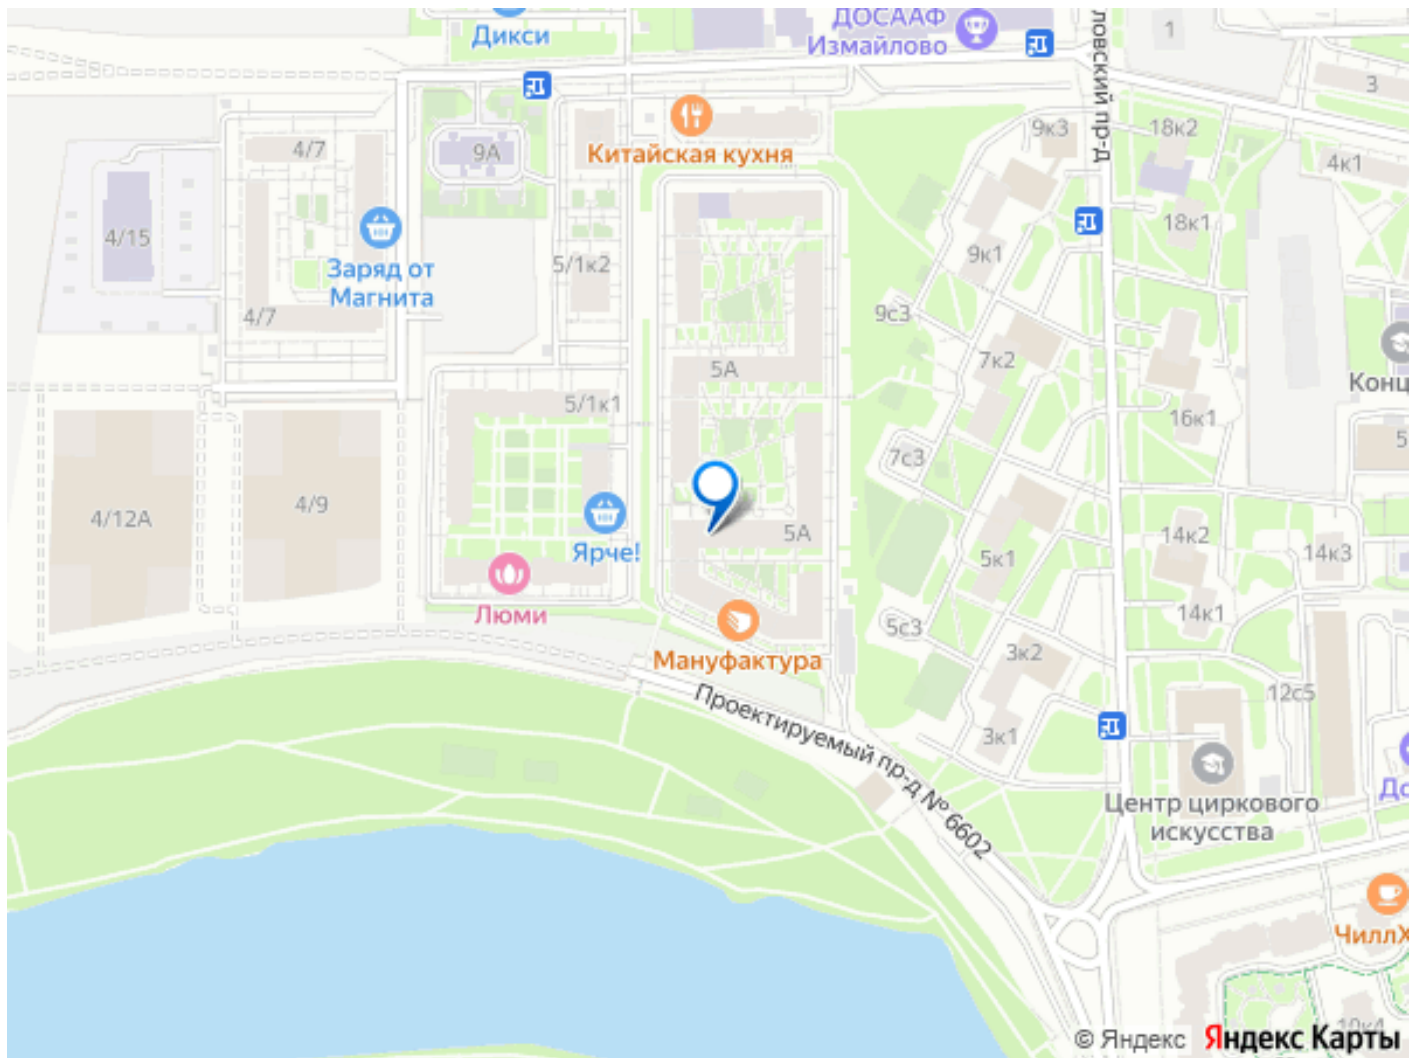 Дикси
ДОСААФ
Измайлово
ловский пр-д
1
3
9к3
18к2
4/7
9А
Китайская кухня
4к1
4/15
18к1
9к1
5/1к2
Заряд от
Магнита
4/7
9с3
7к2
5А
Конц
5/1к1
16к1
5
7с3
4/9
4/12А
5А
14к2
Ярче!
5к1
14к3
Люми
14к1
5с3
Мануфактура
3к2
12с5
Проектируемый пр-д № 6602
3к1
До
Центр циркового
искусства
ЧиллХ
10к4
© Яндекс Яндекс Карты